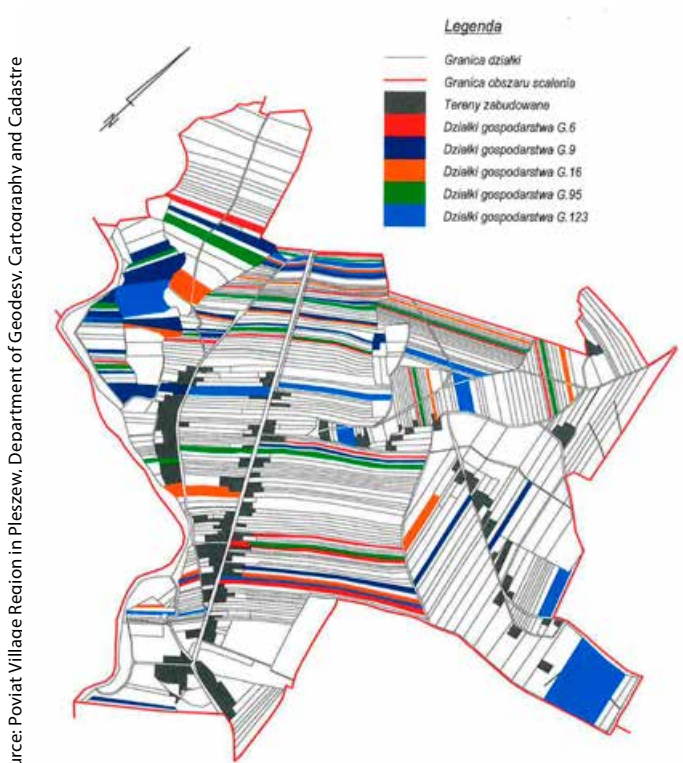 Legenda
Granica działki
Granica obszaru scalenia
Tereny zabudowane
Działki gospodarstwa G.6
Działki gospodarstwa G.9
Działki gospodarstwa G.16
Działki gospodarstwa G.95
Działki gospodarstwa G.123
urce: Poviat Village Region in Pleszew, Department of Geodesy, Cartography and Cadastre